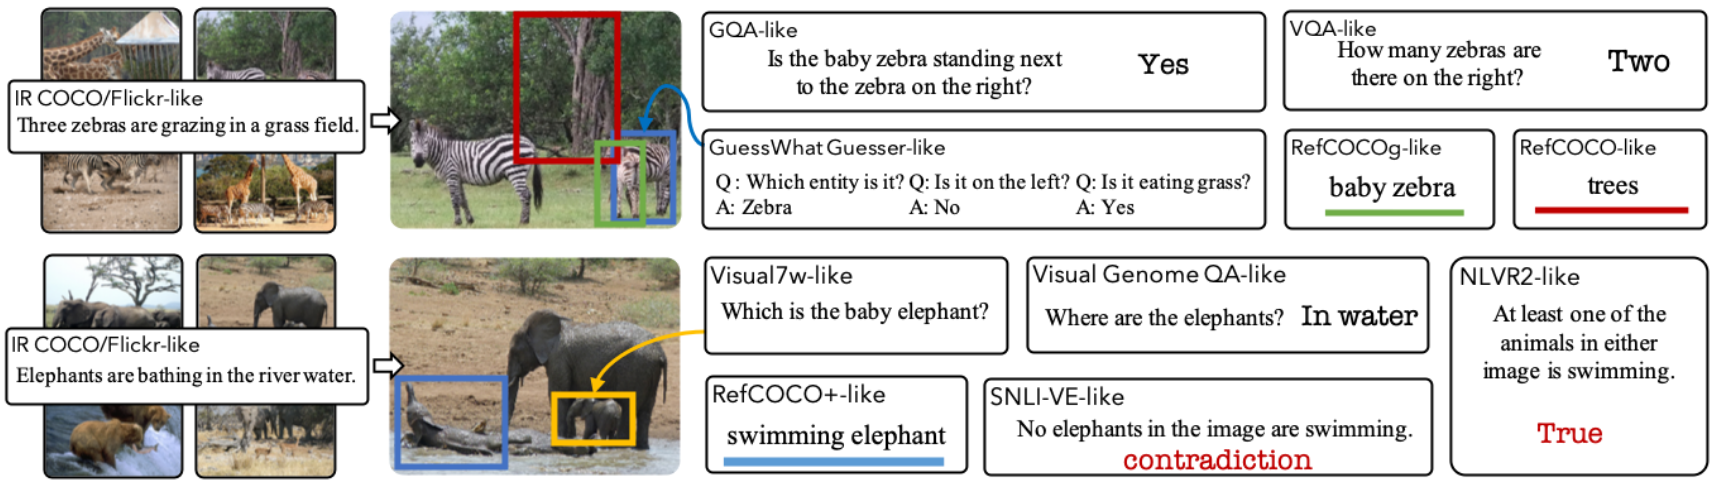 IR COCO/Flickr-like
Three zebras are grazing in a grass field.
GQA-like
Is the baby zebra standing next
to the zebra on the right?
Yes
VQA-like
How many zebras are
there on the right?
Two
GuessWhat Guesser-like
Q : Which entity is it? Q: Is it on the left? Q: Is it eating grass?
A: Zebra A: No A: Yes
RefCOCOg-like
baby zebra
RefCOCO-like
trees
IR COCO/Flickr-like
Elephants are bathing in the river water.
Visual7w-like
Which is the baby elephant?
Visual Genome QA-like
Where are the elephants? In water
NLVR2-like
At least one of the
animals in either
image is swimming.
True
RefCOCO+-like
swimming elephant
SNLI-VE-like
No elephants in the image are swimming.
contradiction